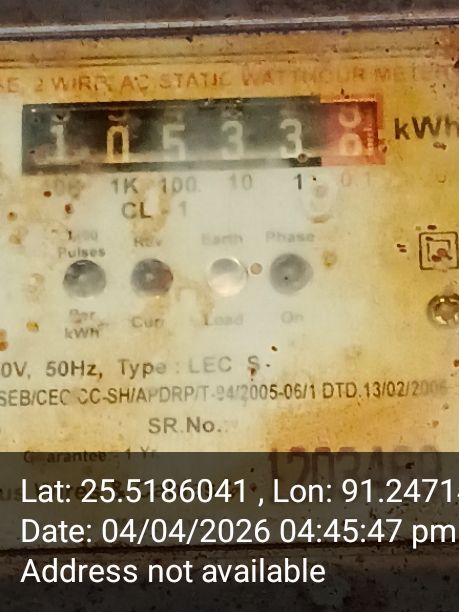 2 WIRE, AC STATIC WATTHOUR METER
1 0 5 3 3 kWh
1K 100 10 1 0.1
CL - 1
Pulses Rev Earth Phase
Per kWh Curr Load On
0V, 50Hz, Type : LEC S-
SEB/CEC/CC-SH/APDRP/T-94/2005-06/1 DTD.13/02/2006
SR.No.
Guarantee - 1 Yr
Lat: 25.5186041 , Lon: 91.2471
Date: 04/04/2026 04:45:47 pm
Address not available